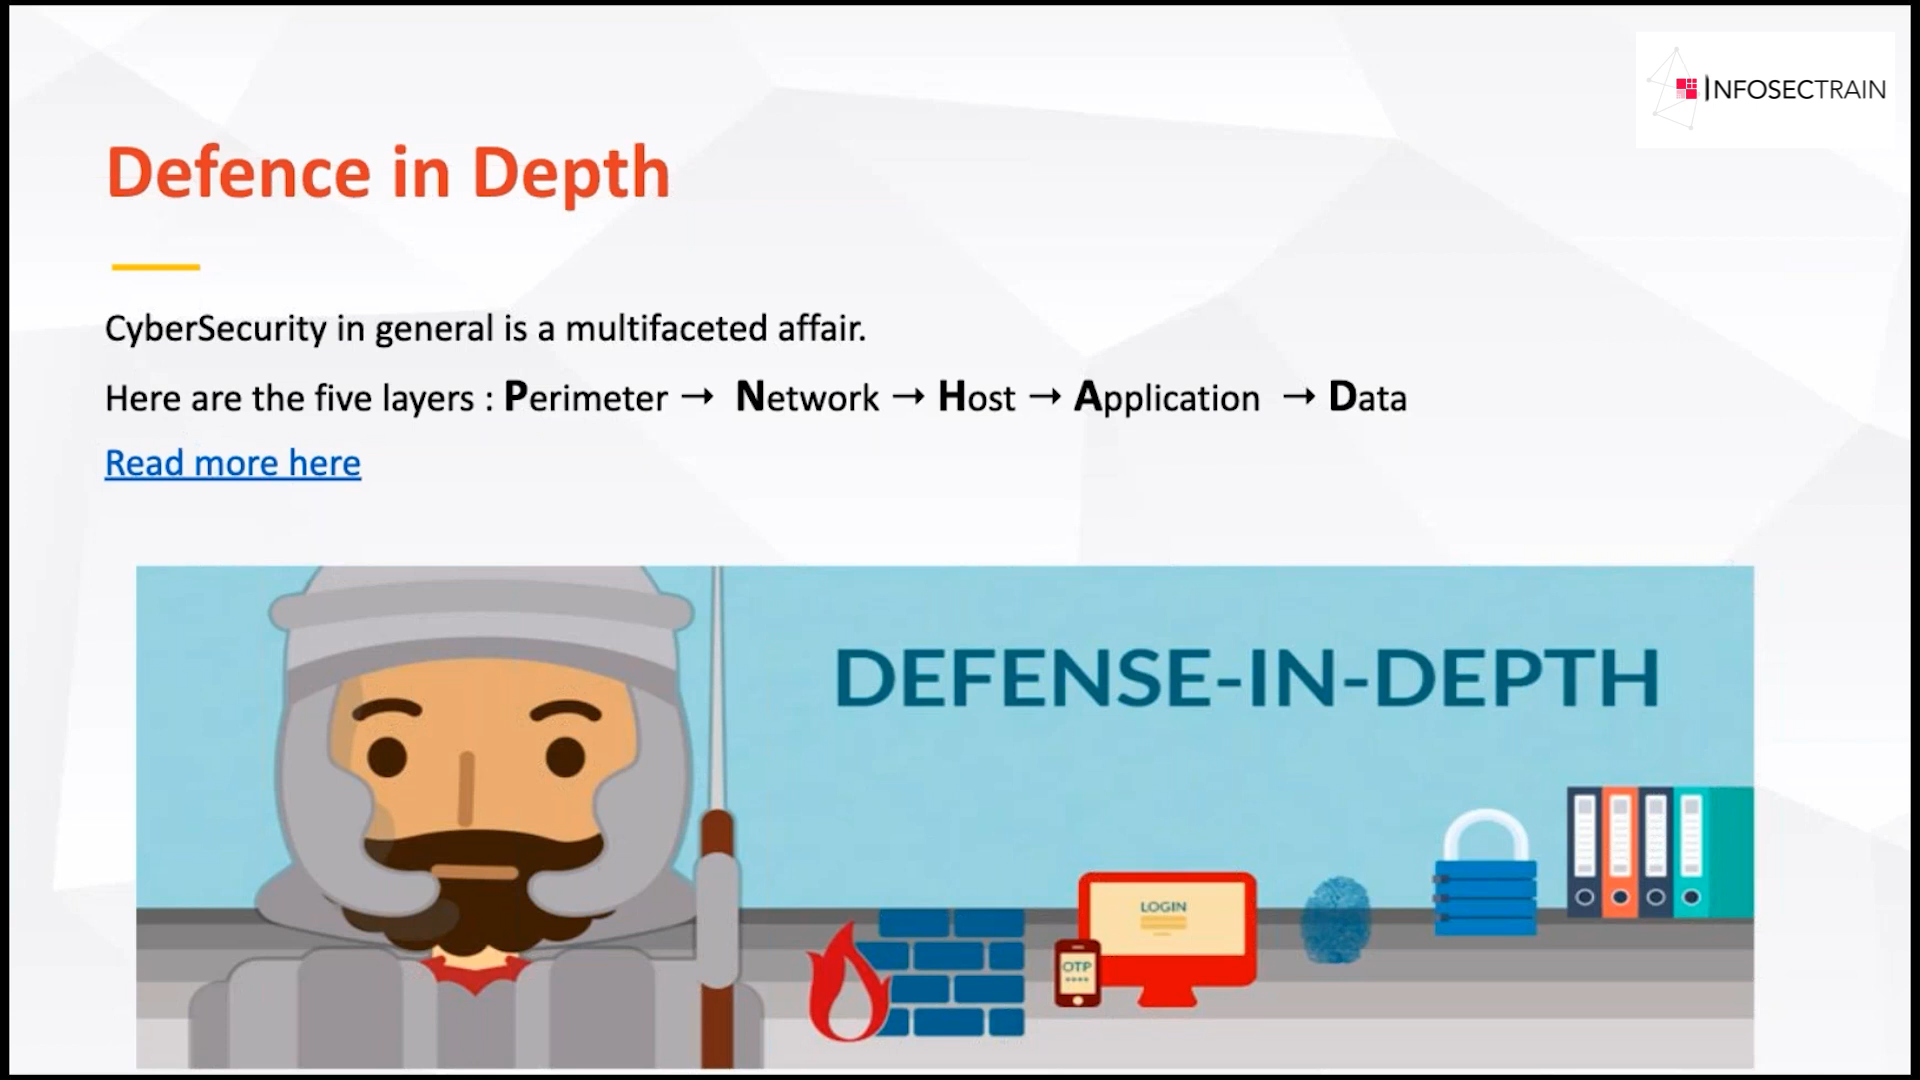 INFOSECTRAIN
Defence in Depth
CyberSecurity in general is a multifaceted affair.
Here are the five layers : Perimeter → Network → Host → Application → Data
Read more here
DEFENSE-IN-DEPTH
LOGIN
OTP